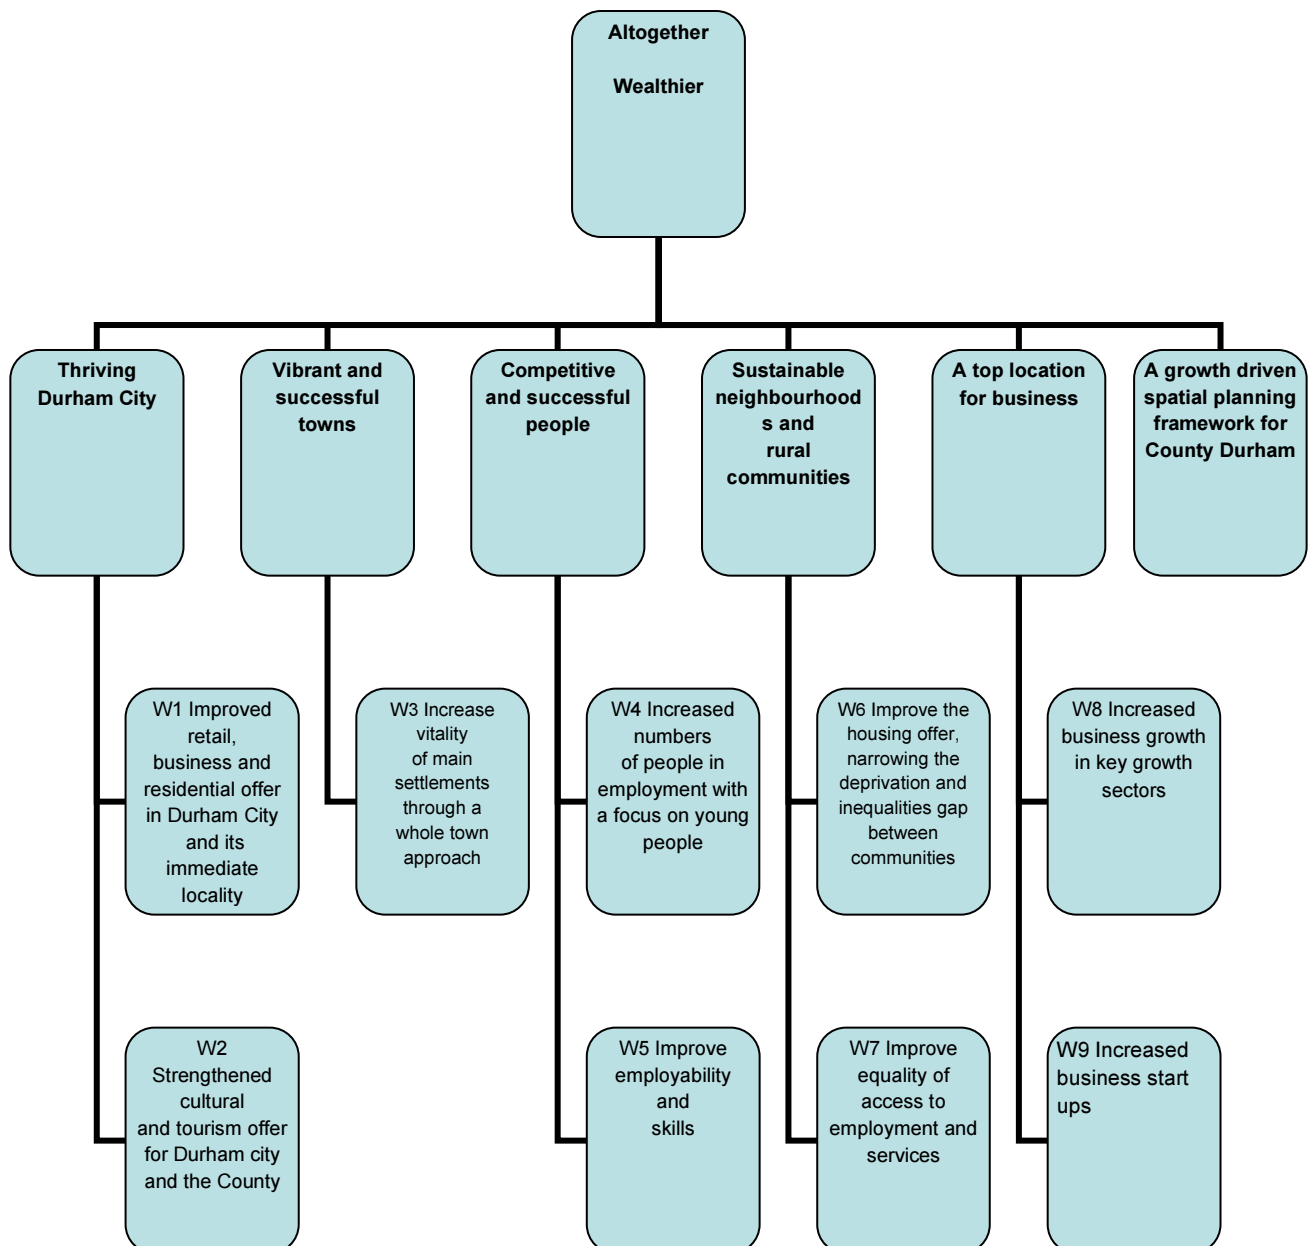 Altogether
Wealthier
Thriving
Durham City
Vibrant and
successful
towns
Competitive
and successful
people
Sustainable
neighbourhood
s and
rural
communities
A top location
for business
A growth driven
spatial planning
framework for
County Durham
W1 Improved
retail,
business and
residential offer
in Durham City
and its
immediate
locality
W3 Increase
vitality
of main
settlements
through a
whole town
approach
W4 Increased
numbers
of people in
employment with
a focus on young
people
W6 Improve the
housing offer,
narrowing the
deprivation and
inequalities gap
between
communities
W8 Increased
business growth
in key growth
sectors
W2
Strengthened
cultural
and tourism offer
for Durham city
and the County
W5 Improve
employability
and
skills
W7 Improve
equality of
access to
employment and
services
W9 Increased
business start
ups